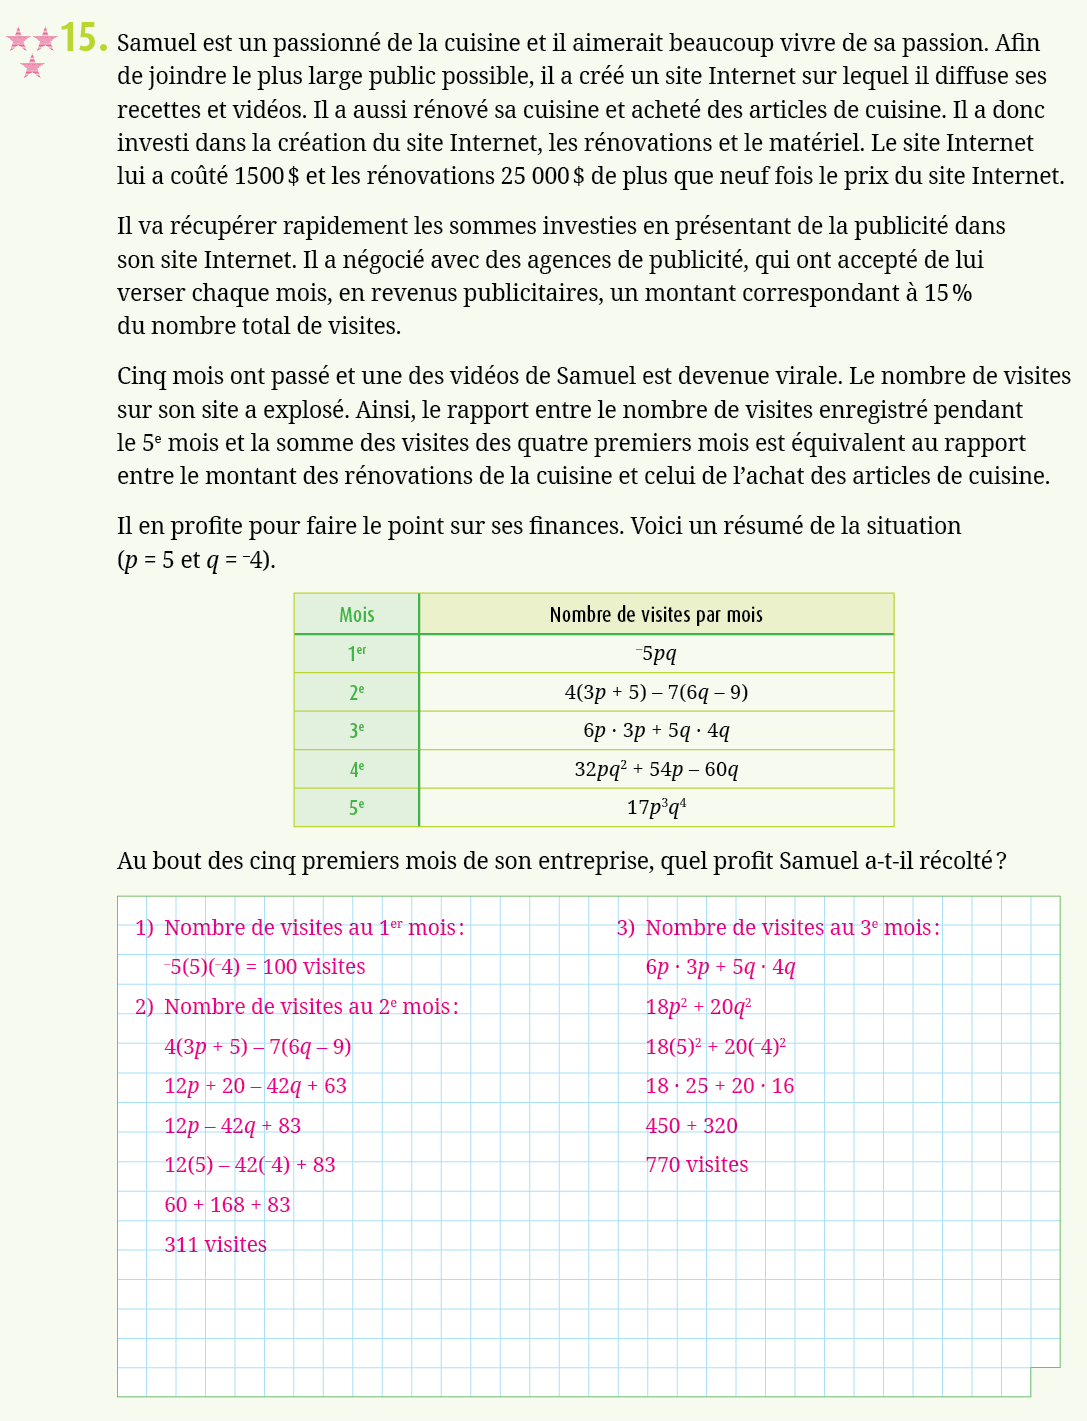 15. Samuel est un passionné de la cuisine et il aimerait beaucoup vivre de sa passion. Afin
de joindre le plus large public possible, il a créé un site Internet sur lequel il diffuse ses
recettes et vidéos. Il a aussi rénové sa cuisine et acheté des articles de cuisine. Il a donc
investi dans la création du site Internet, les rénovations et le matériel. Le site Internet
lui a coûté 1500 $ et les rénovations 25 000 $ de plus que neuf fois le prix du site Internet.
Il va récupérer rapidement les sommes investies en présentant de la publicité dans
son site Internet. Il a négocié avec des agences de publicité, qui ont accepté de lui
verser chaque mois, en revenus publicitaires, un montant correspondant à 15 %
du nombre total de visites.
Cinq mois ont passé et une des vidéos de Samuel est devenue virale. Le nombre de visites
sur son site a explosé. Ainsi, le rapport entre le nombre de visites enregistré pendant
le 5ᵉ mois et la somme des visites des quatre premiers mois est équivalent au rapport
entre le montant des rénovations de la cuisine et celui de l’achat des articles de cuisine.
Il en profite pour faire le point sur ses finances. Voici un résumé de la situation
(p = 5 et q = ⁻4).
Mois Nombre de visites par mois
1ᵉʳ ⁻5pq
2ᵉ 4(3p + 5) – 7(6q – 9)
3ᵉ 6p · 3p + 5q · 4q
4ᵉ 32pq² + 54p – 60q
5ᵉ 17p³q⁴
Au bout des cinq premiers mois de son entreprise, quel profit Samuel a-t-il récolté ?
1) Nombre de visites au 1ᵉʳ mois :
⁻5(5)(⁻4) = 100 visites
2) Nombre de visites au 2ᵉ mois :
4(3p + 5) – 7(6q – 9)
12p + 20 – 42q + 63
12p – 42q + 83
12(5) – 42(⁻4) + 83
60 + 168 + 83
311 visites
3) Nombre de visites au 3ᵉ mois :
6p · 3p + 5q · 4q
18p² + 20q²
18(5)² + 20(⁻4)²
18 · 25 + 20 · 16
450 + 320
770 visites